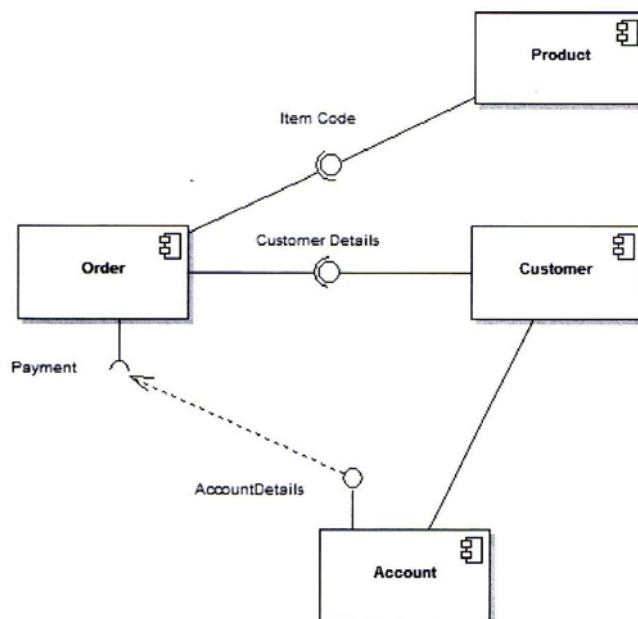 Product
Item Code
Customer Details
Order
Customer
Payment
AccountDetails
Account